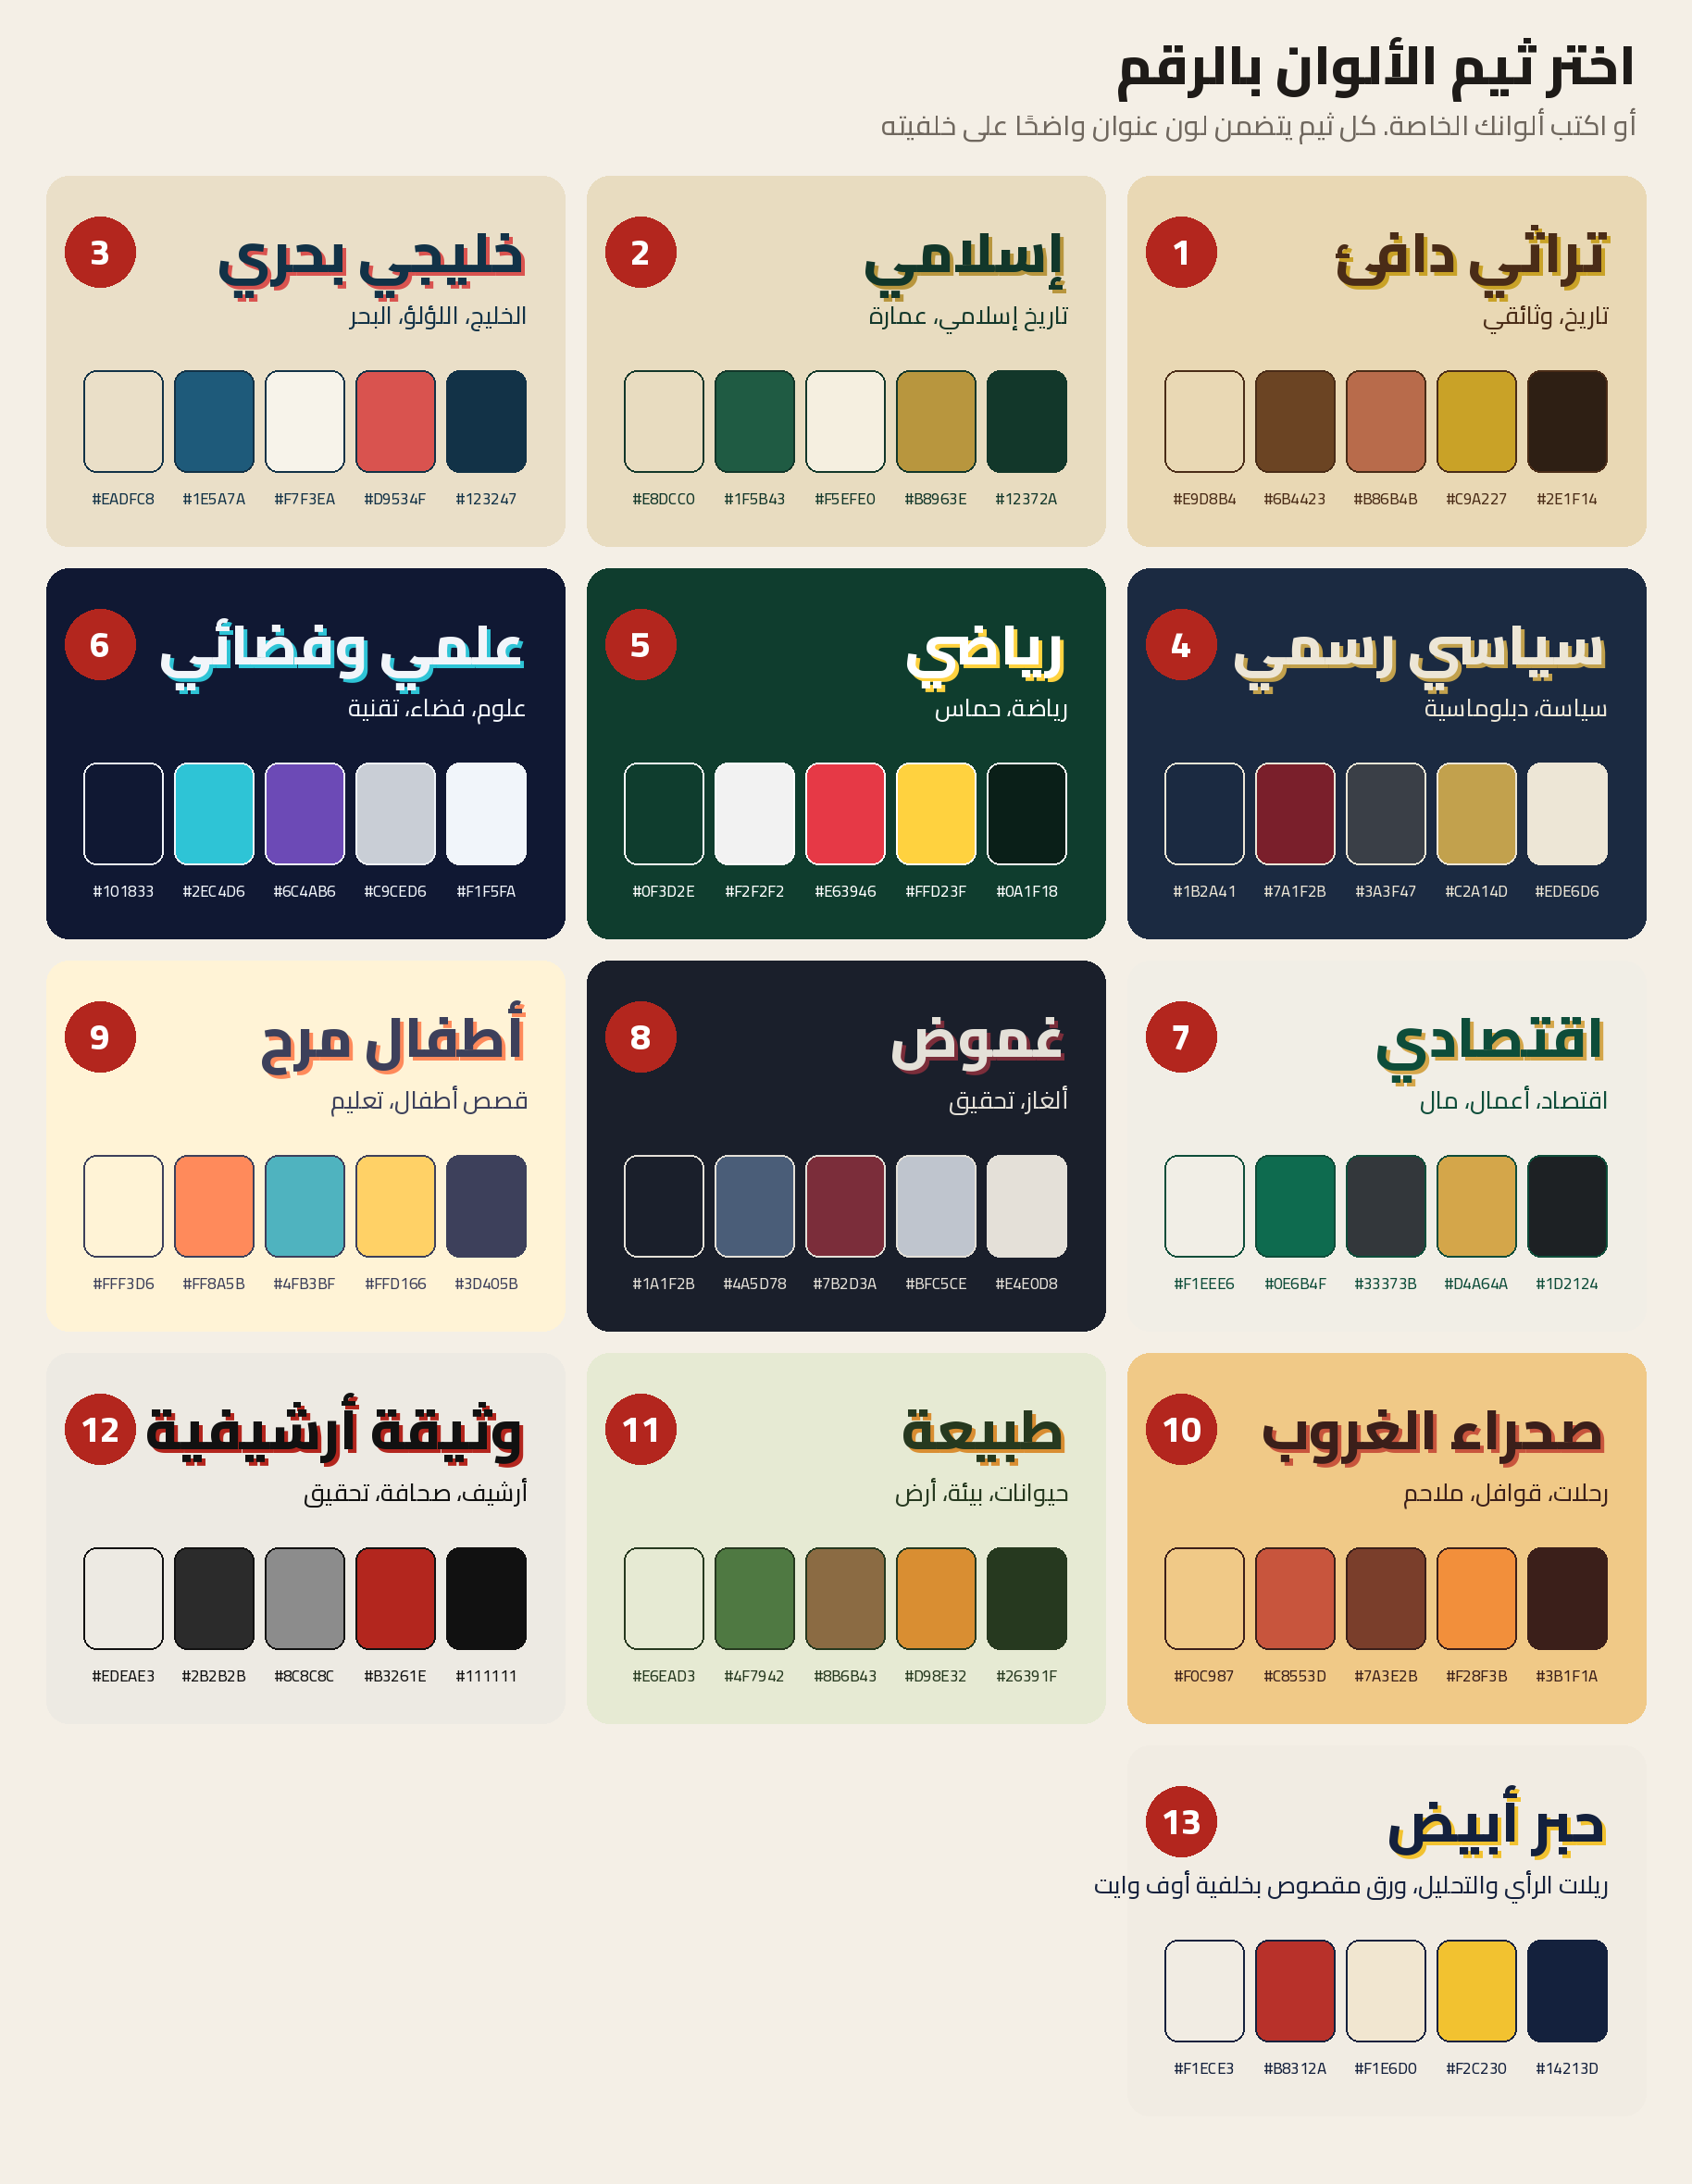 اختر ثيم الألوان بالرقم
أو اكتب ألوانك الخاصة. كل ثيم يتضمن لون عنوان واضحًا على خلفيته
1
تراثي دافئ
تاريخ، وثائقي
#E9D8B4 #6B4423 #B86B4B #C9A227 #2E1F14
2
إسلامي
تاريخ إسلامي، عمارة
#E8DCC0 #1F5B43 #F5EFE0 #B8963E #12372A
3
خليجي بحري
الخليج، اللؤلؤ، البحر
#EADFC8 #1E5A7A #F7F3EA #D9534F #123247
4
سياسي رسمي
سياسة، دبلوماسية
#1B2A41 #7A1F2B #3A3F47 #C2A14D #EDE6D6
5
رياضي
رياضة، حماس
#0F3D2E #F2F2F2 #E63946 #FFD23F #0A1F18
6
علمي وفضائي
علوم، فضاء، تقنية
#101833 #2EC4D6 #6C4AB6 #C9CED6 #F1F5FA
7
اقتصادي
اقتصاد، أعمال، مال
#F1EEE6 #0E6B4F #33373B #D4A64A #1D2124
8
غموض
ألغاز، تحقيق
#1A1F2B #4A5D78 #7B2D3A #BFC5CE #E4E0D8
9
أطفال مرح
قصص أطفال، تعليم
#FFF3D6 #FF8A5B #4FB3BF #FFD166 #3D405B
10
صحراء الغروب
رحلات، قوافل، ملاحم
#F0C987 #C8553D #7A3E2B #F28F3B #3B1F1A
11
طبيعة
حيوانات، بيئة، أرض
#E6EAD3 #4F7942 #8B6B43 #D98E32 #26391F
12
وثيقة أرشيفية
أرشيف، صحافة، تحقيق
#EDEAE3 #2B2B2B #8C8C8C #B3261E #111111
13
حبر أبيض
ريلات الرأي والتحليل، ورق مقصوص بخلفية أوف وايت
#F1ECE3 #B8312A #F1E6D0 #F2C230 #14213D